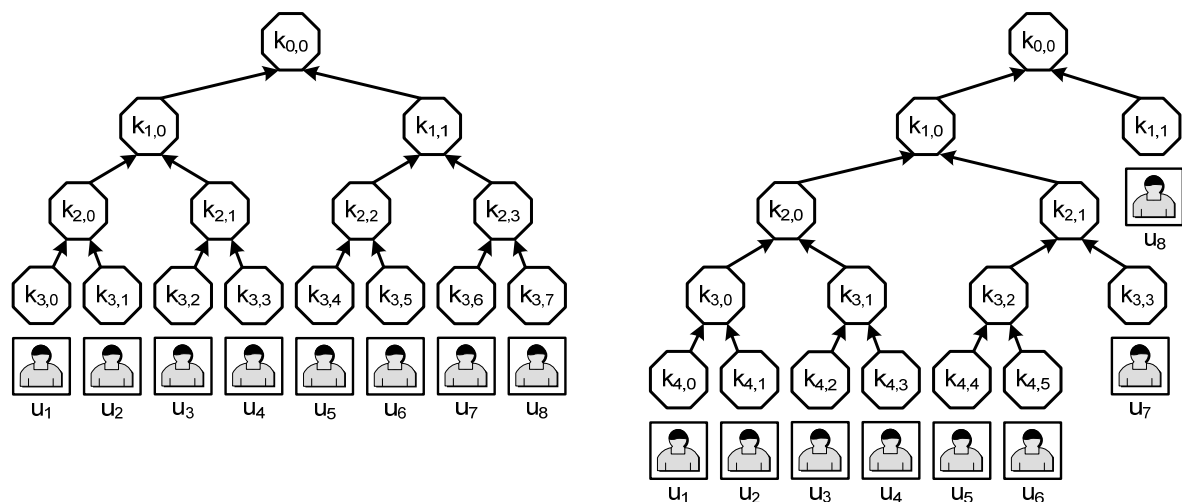 k0,0
k1,0 k1,1
k2,0 k2,1 k2,2 k2,3
k3,0 k3,1 k3,2 k3,3 k3,4 k3,5 k3,6 k3,7
u1 u2 u3 u4 u5 u6 u7 u8
k0,0
k1,0 k1,1
k2,0 k2,1
u8
k3,0 k3,1 k3,2 k3,3
k4,0 k4,1 k4,2 k4,3 k4,4 k4,5
u7
u1 u2 u3 u4 u5 u6